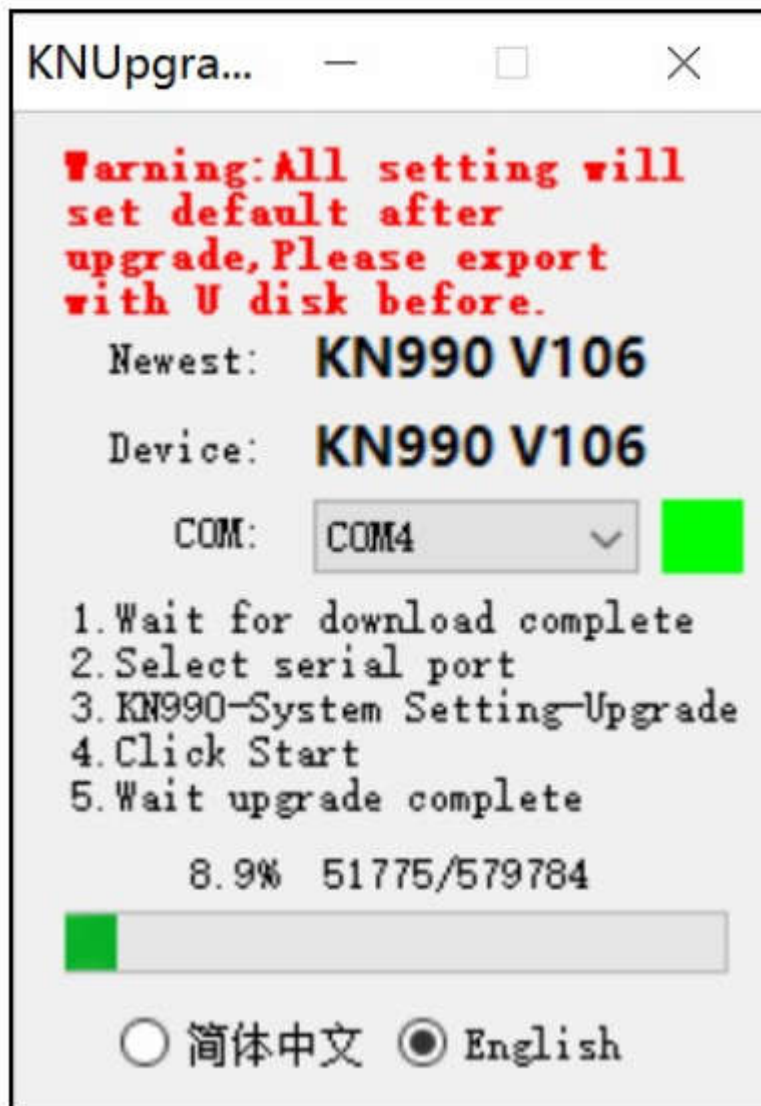 KNUpgra...
Warning:All setting will
set default after
upgrade,Please export
with U disk before.
Newest: KN990 V106
Device: KN990 V106
COM: COM4
1.Wait for download complete
2.Select serial port
3.KN990-System Setting-Upgrade
4.Click Start
5.Wait upgrade complete
8.9% 51775/579784
简体中文 English